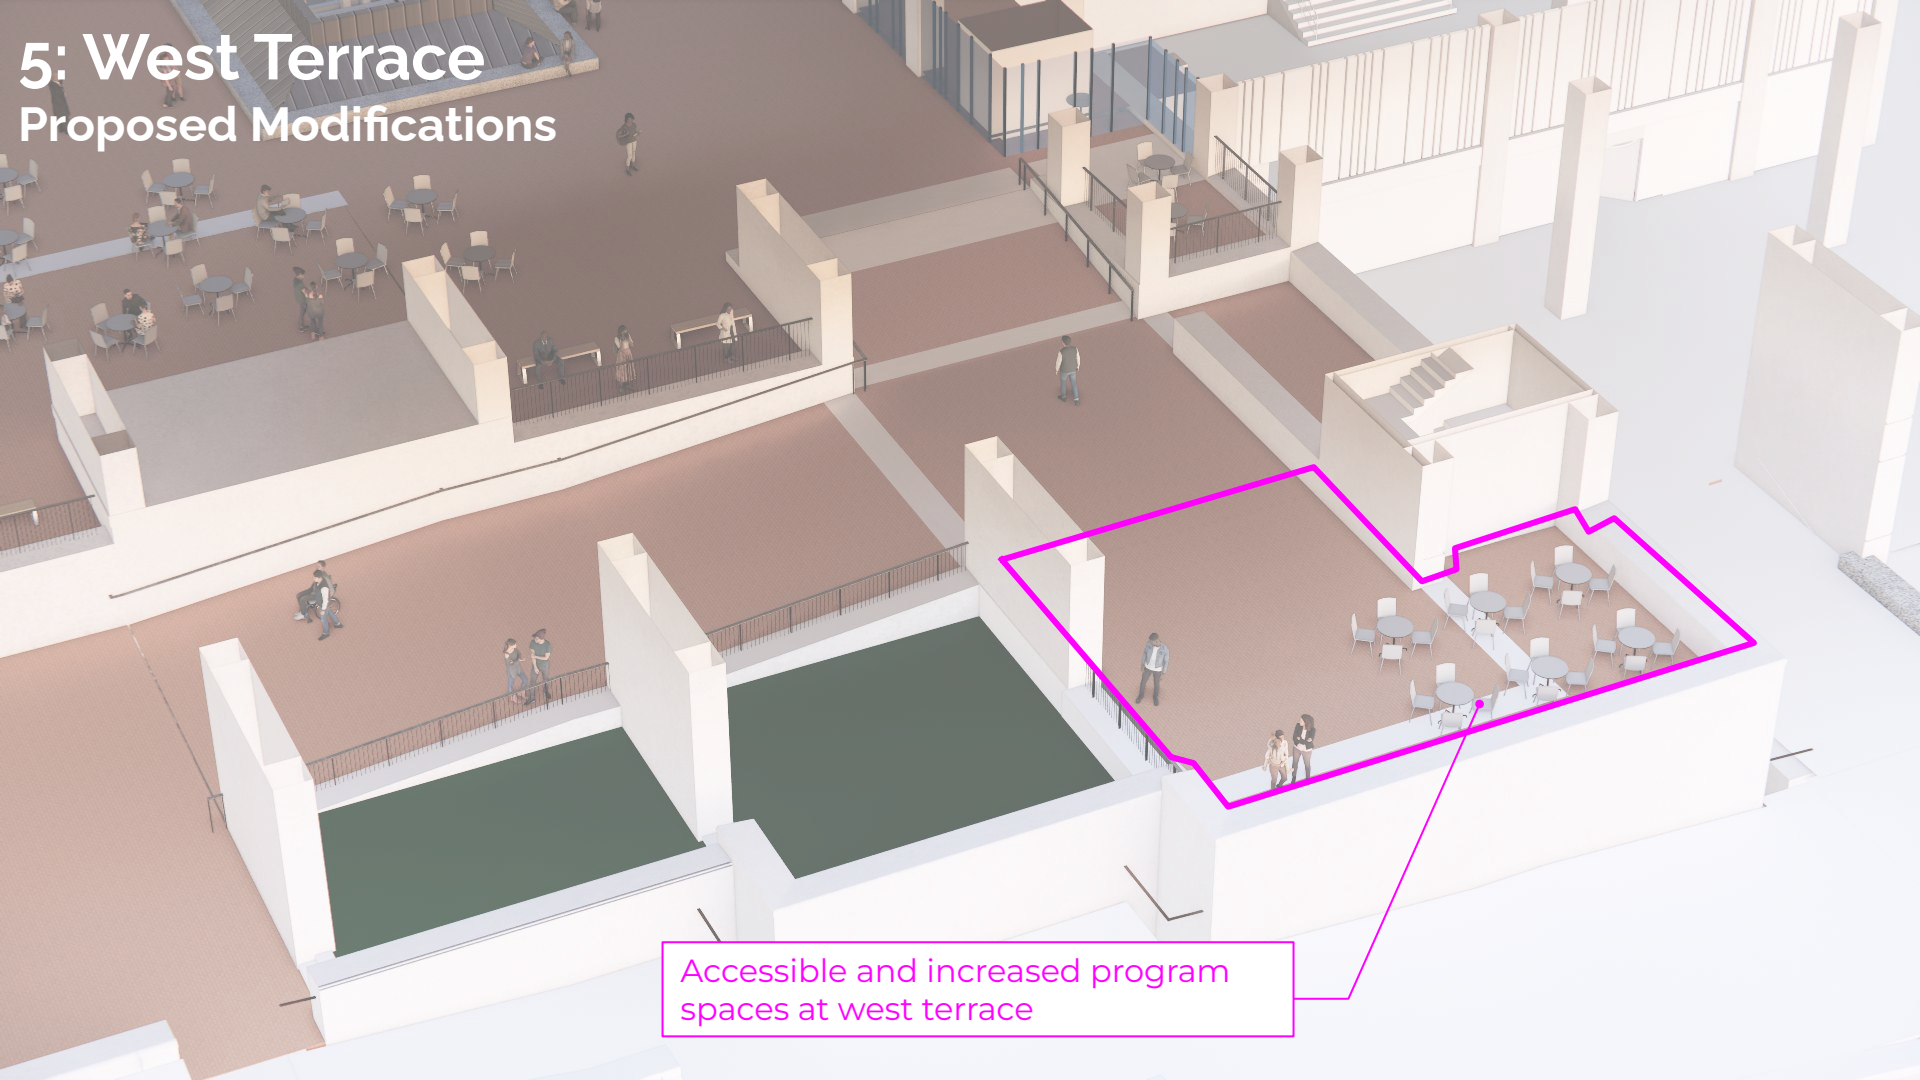 5: West Terrace
Proposed Modifications
Accessible and increased program
spaces at west terrace